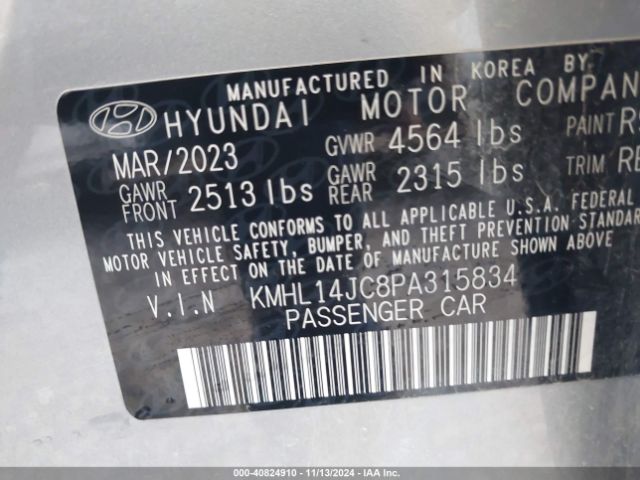 MANUFACTURED IN KOREA BY
HYUNDAI MOTOR COMPAN
MAR/2023 GVWR 4564 lbs PAINT
GAWR FRONT 2513 lbs GAWR REAR 2315 lbs TRIM
THIS VEHICLE CONFORMS TO ALL APPLICABLE U.S.A. FEDERAL
MOTOR VEHICLE SAFETY, BUMPER, AND THEFT PREVENTION STANDARD
IN EFFECT ON THE DATE OF MANUFACTURE SHOWN ABOVE
V.I.N KMHL14JC8PA315834
PASSENGER CAR
000-40824910 - 11/13/2024 - IAA Inc.